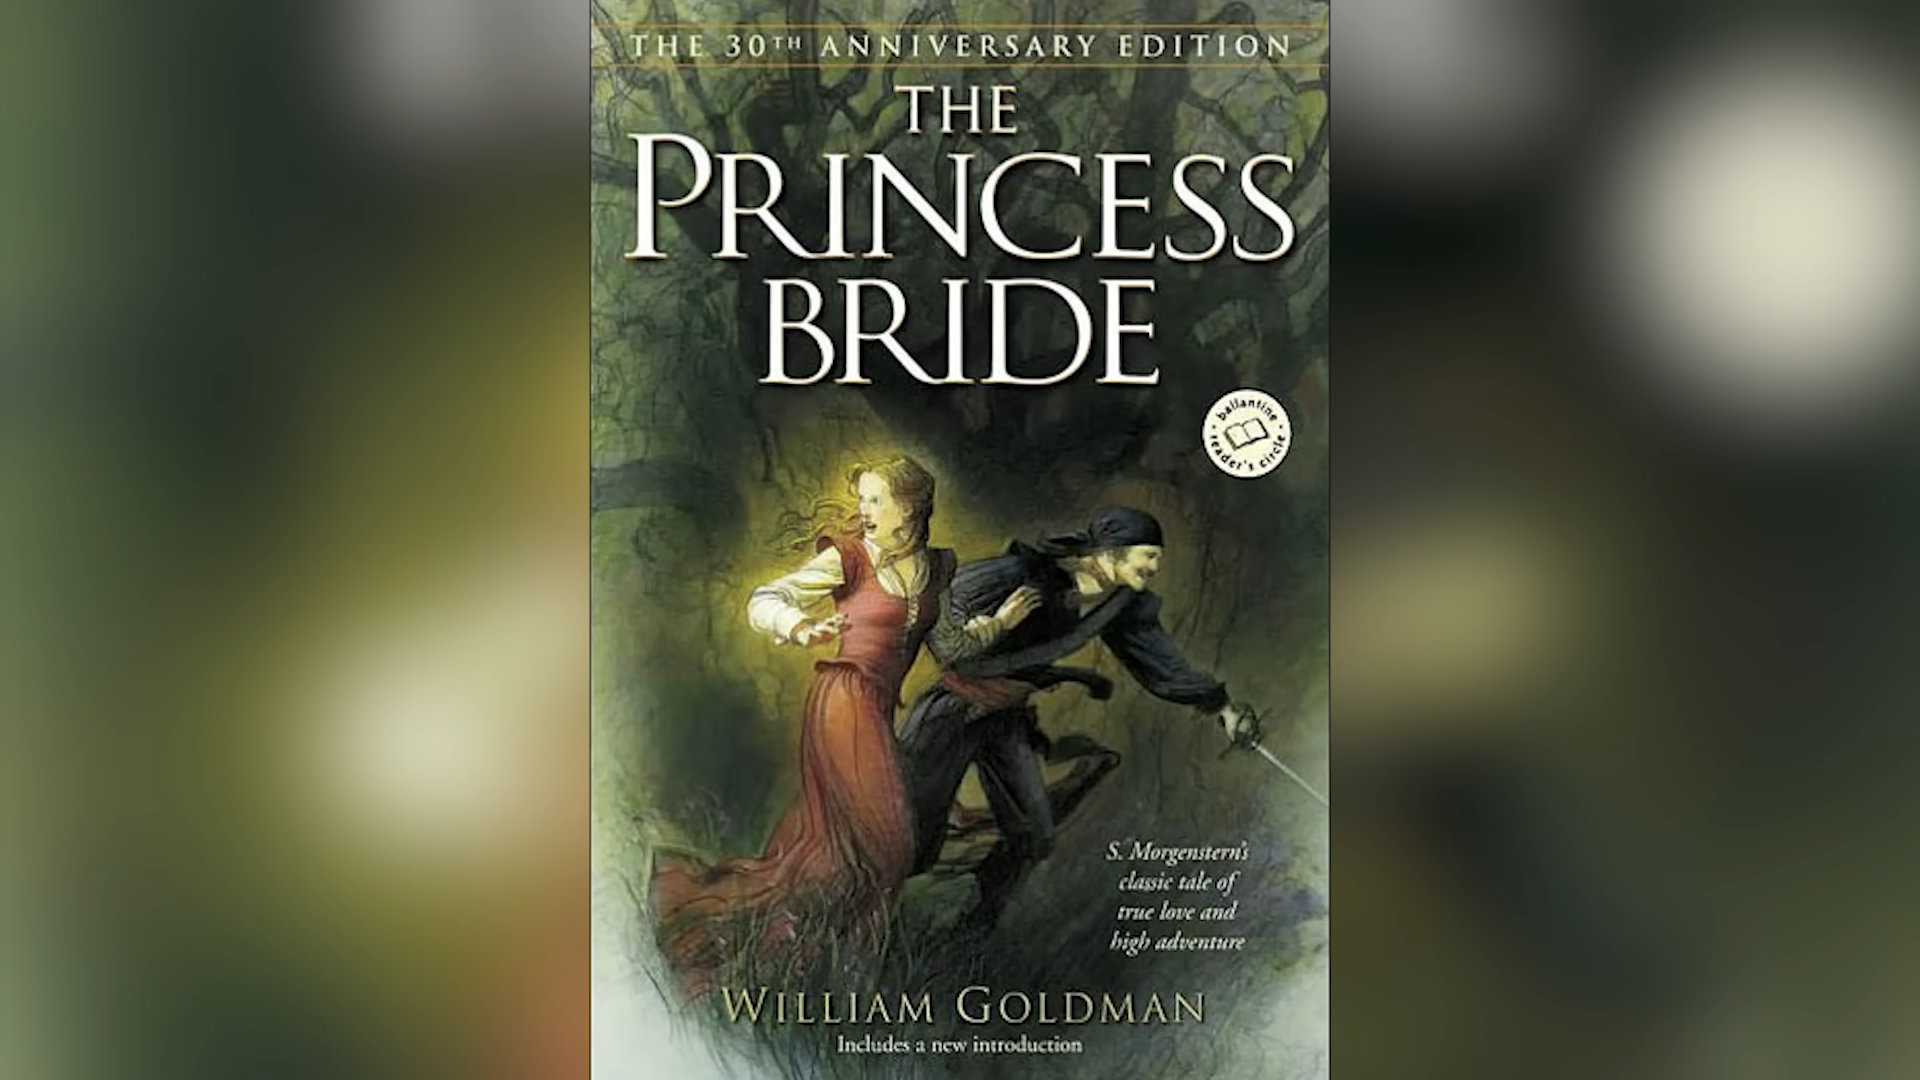 THE 30TH ANNIVERSARY EDITION
THE
PRINCESS
BRIDE
ballantine
reader's circle
S. Morgenstern's
classic tale of
true love and
high adventure
WILLIAM GOLDMAN
Includes a new introduction